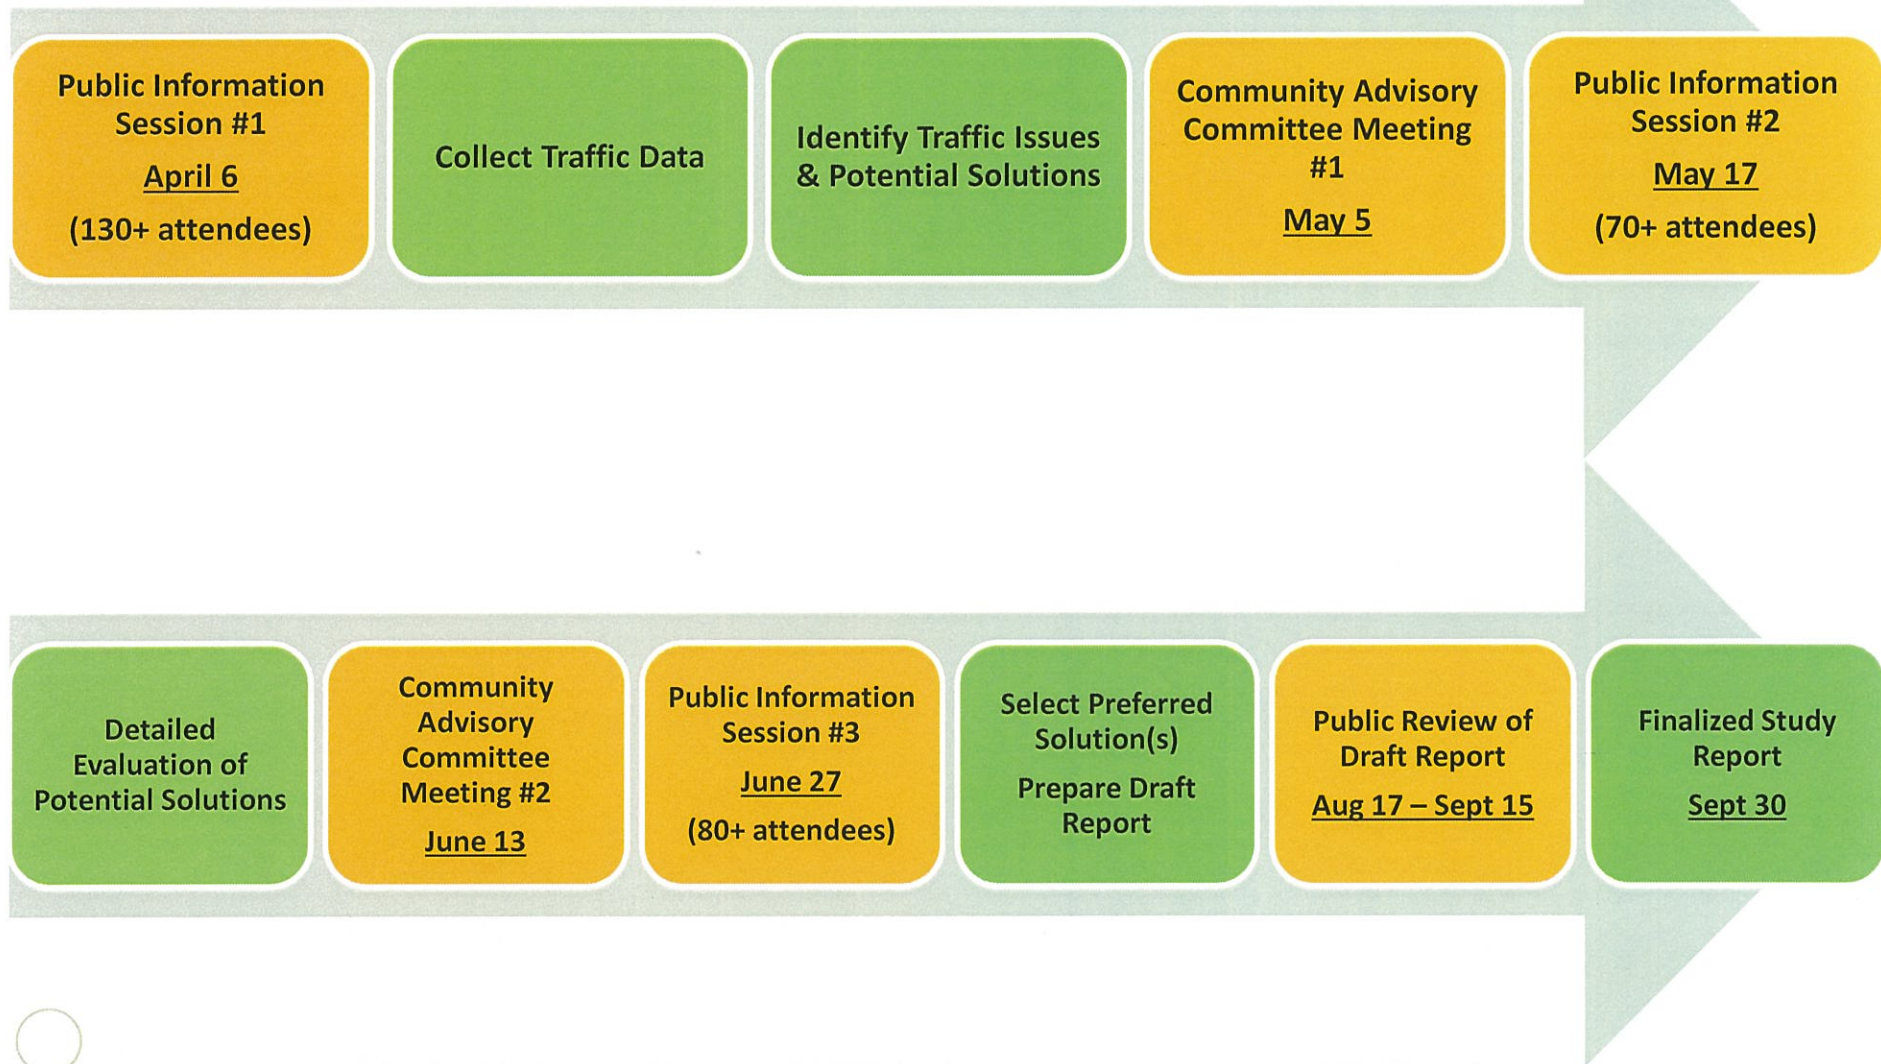 Public Information
Session #1
April 6
(130+ attendees)
Collect Traffic Data
Identify Traffic Issues
& Potential Solutions
Community Advisory
Committee Meeting
#1
May 5
Public Information
Session #2
May 17
(70+ attendees)
Detailed
Evaluation of
Potential Solutions
Community
Advisory
Committee
Meeting #2
June 13
Public Information
Session #3
June 27
(80+ attendees)
Select Preferred
Solution(s)
Prepare Draft
Report
Public Review of
Draft Report
Aug 17 – Sept 15
Finalized Study
Report
Sept 30